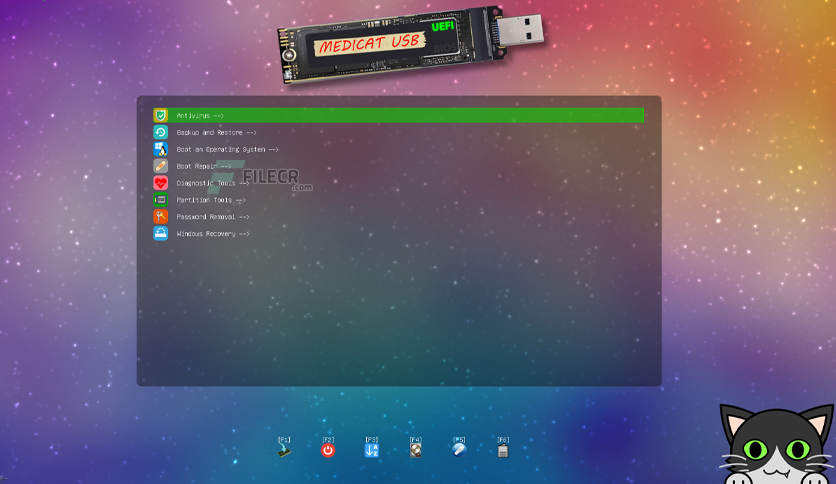 UEFI
MEDICAT USB
BIOS
Antivirus -->
Backup and Restore -->
Boot an Operating System -->
Boot Repair -->
FILECR
.com
Diagnostic Tools -->
Partition Tools -->
Password Removal -->
Windows Recovery -->
[F1] [F2] [F3] [F4] [F5] [F6]